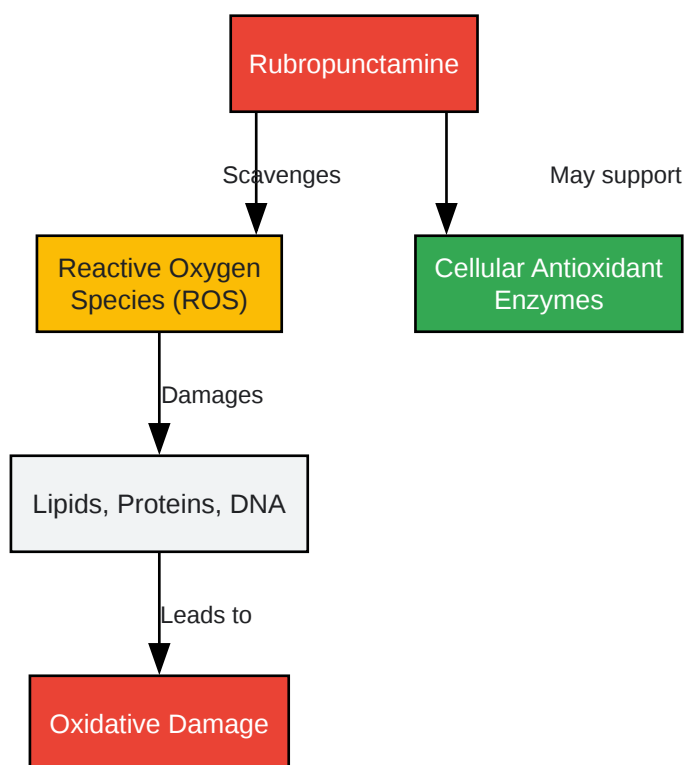 Rubropunctamine
Scavenges
May support
Reactive Oxygen
Species (ROS)
Cellular Antioxidant
Enzymes
Damages
Lipids, Proteins, DNA
Leads to
Oxidative Damage